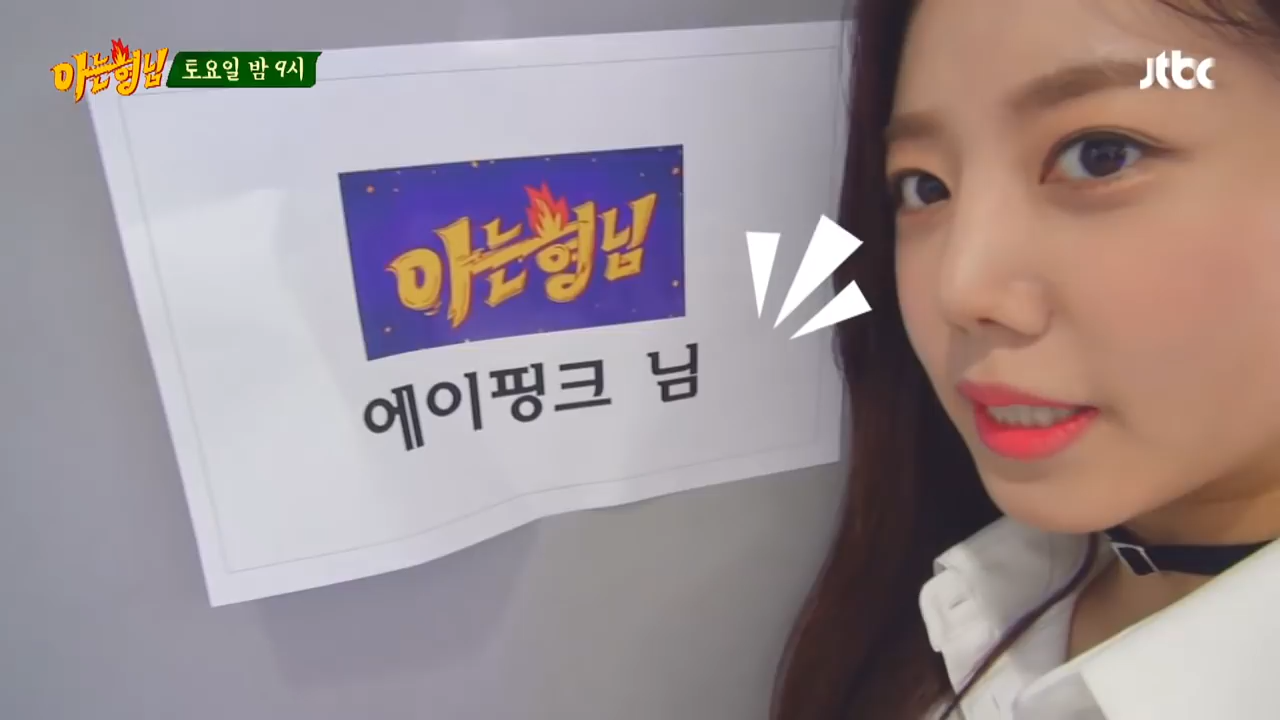 아는형님 토요일 밤 9시
jtbc
아는형님
에이핑크 님